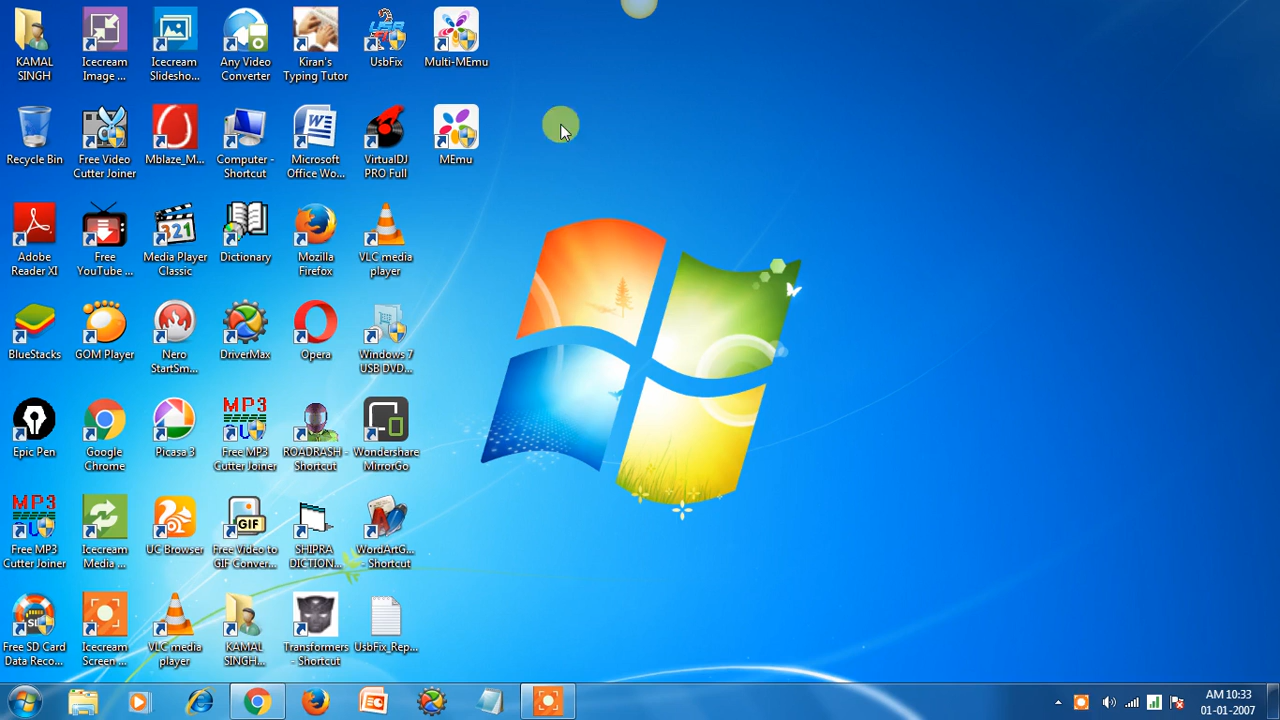 KAMAL
SINGH
Icecream
Image ...
Icecream
Slidesho...
Any Video
Converter
Kiran's
Typing Tutor
UsbFix
Multi-MEmu
Recycle Bin
Free Video
Cutter Joiner
Mblaze_M...
Computer -
Shortcut
Microsoft
Office Wo...
VirtualDJ
PRO Full
MEmu
Adobe
Reader XI
Free
YouTube ...
321
Media Player
Classic
Dictionary
Mozilla
Firefox
VLC media
player
BlueStacks
GOM Player
Nero
StartSm...
DriverMax
Opera
Windows 7
USB DVD...
Epic Pen
Google
Chrome
Picasa 3
MP3
Free MP3
Cutter Joiner
ROADRASH -
Shortcut
Wondershare
MirrorGo
MP3
Free MP3
Cutter Joiner
Icecream
Media ...
UC Browser
GIF
Free Video to
GIF Conver...
SHIPRA
DICTION...
WordArtG...
- Shortcut
Free SD Card
Data Reco...
Icecream
Screen ...
VLC media
player
KAMAL
SINGH...
Transformers
- Shortcut
UsbFix_Rep...
AM 10:33
01-01-2007